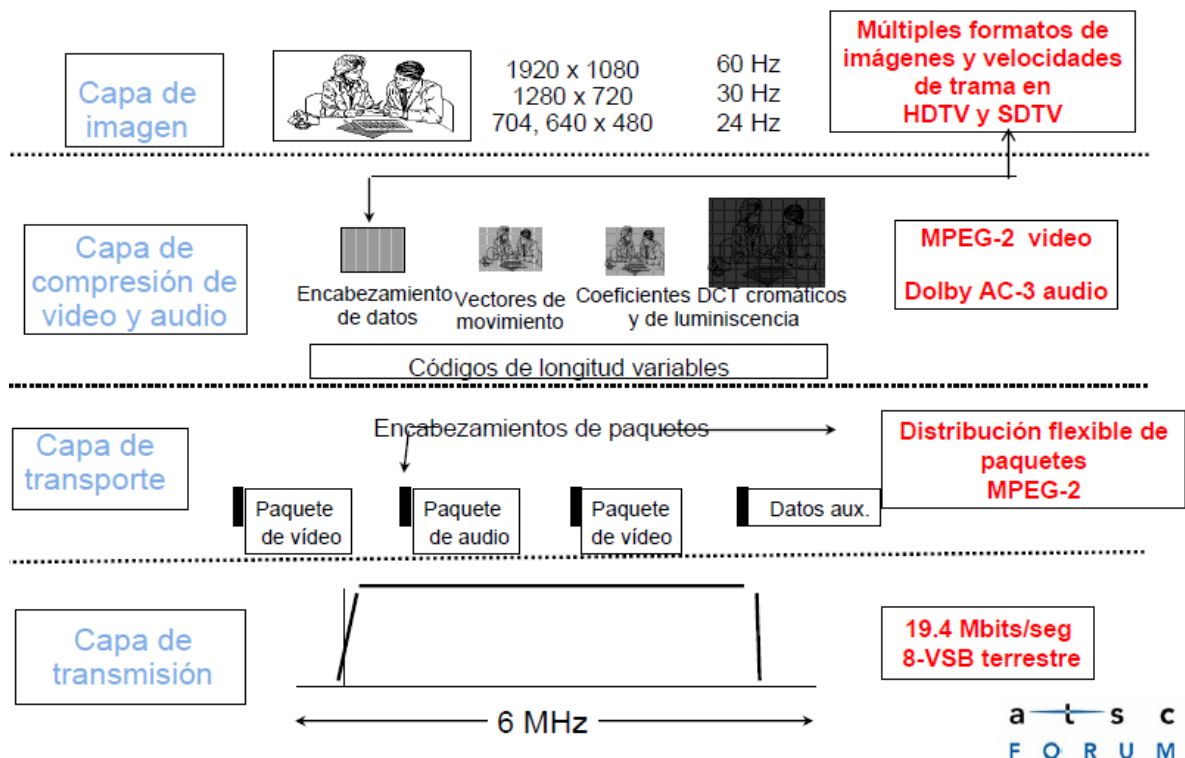 Capa de
imagen
1920 x 1080
1280 x 720
704, 640 x 480
60 Hz
30 Hz
24 Hz
Múltiples formatos de
imágenes y velocidades
de trama en
HDTV y SDTV
Capa de
compresión de
video y audio
Encabezamiento
de datos
Vectores de
movimiento
Coeficientes DCT cromáticos
y de luminiscencia
MPEG-2 video
Dolby AC-3 audio
Códigos de longitud variables
Capa de
transporte
Encabezamientos de paquetes
Paquete
de vídeo
Paquete
de audio
Paquete
de vídeo
Datos aux.
Distribución flexible de
paquetes
MPEG-2
Capa de
transmisión
6 MHz
19.4 Mbits/seg
8-VSB terrestre
atsc
FORUM